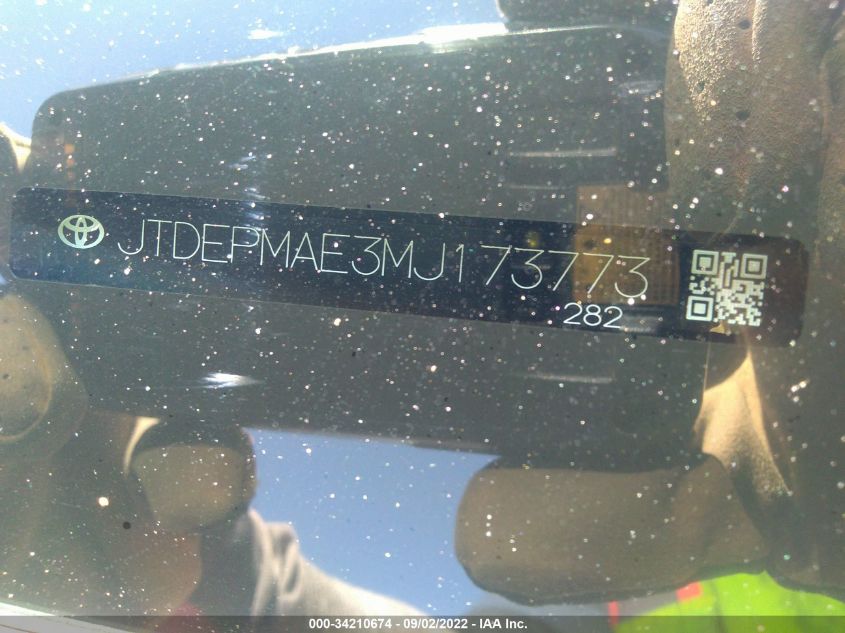 JTDEPMAE3MJ173773
282
000-34210674 - 09/02/2022 - IAA Inc.